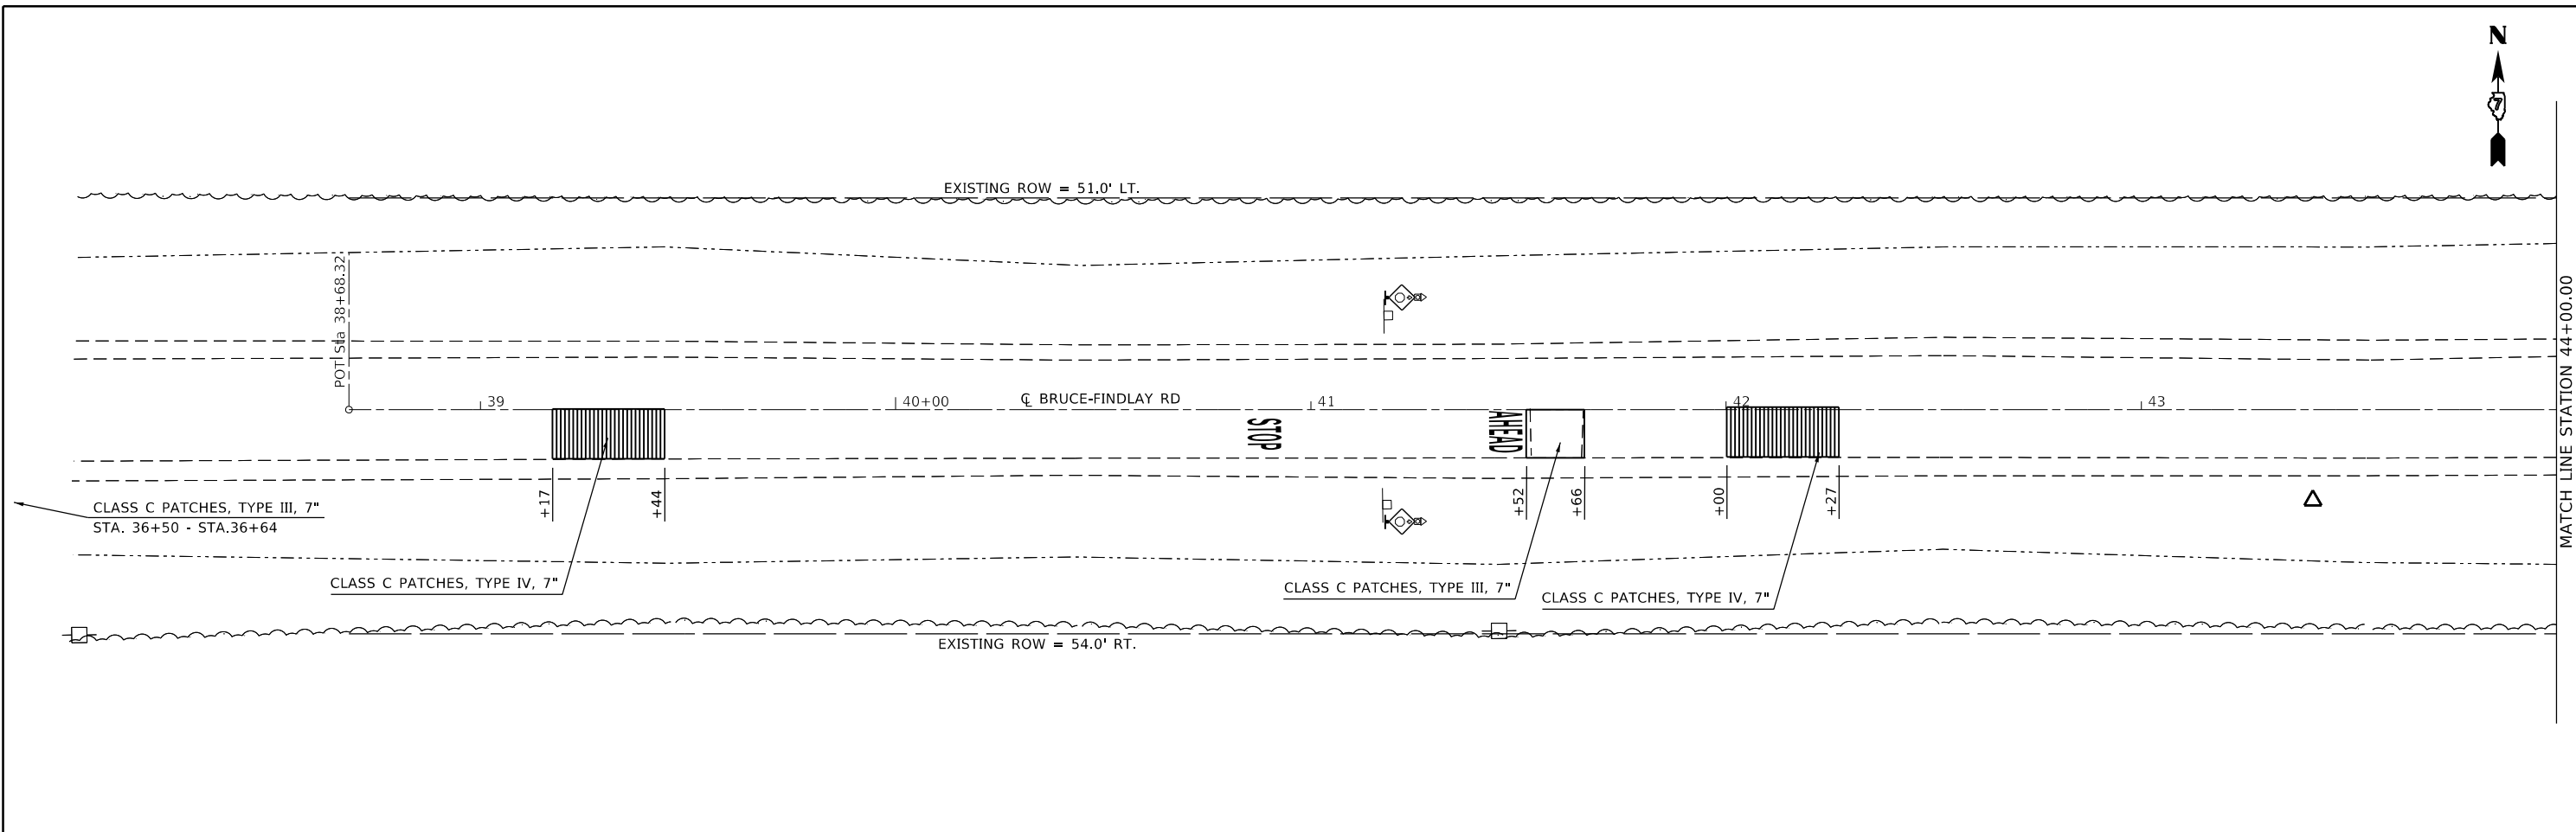 N
7
EXISTING ROW = 51.0' LT.
POT Sta 38+68.32
39
40+00
℄ BRUCE-FINDLAY RD
41
42
43
STOP
AHEAD
MATCH LINE STATION 44+00.00
+17
+44
+52
+66
+00
+27
CLASS C PATCHES, TYPE III, 7"
STA. 36+50 - STA.36+64
CLASS C PATCHES, TYPE IV, 7"
CLASS C PATCHES, TYPE III, 7"
CLASS C PATCHES, TYPE IV, 7"
EXISTING ROW = 54.0' RT.